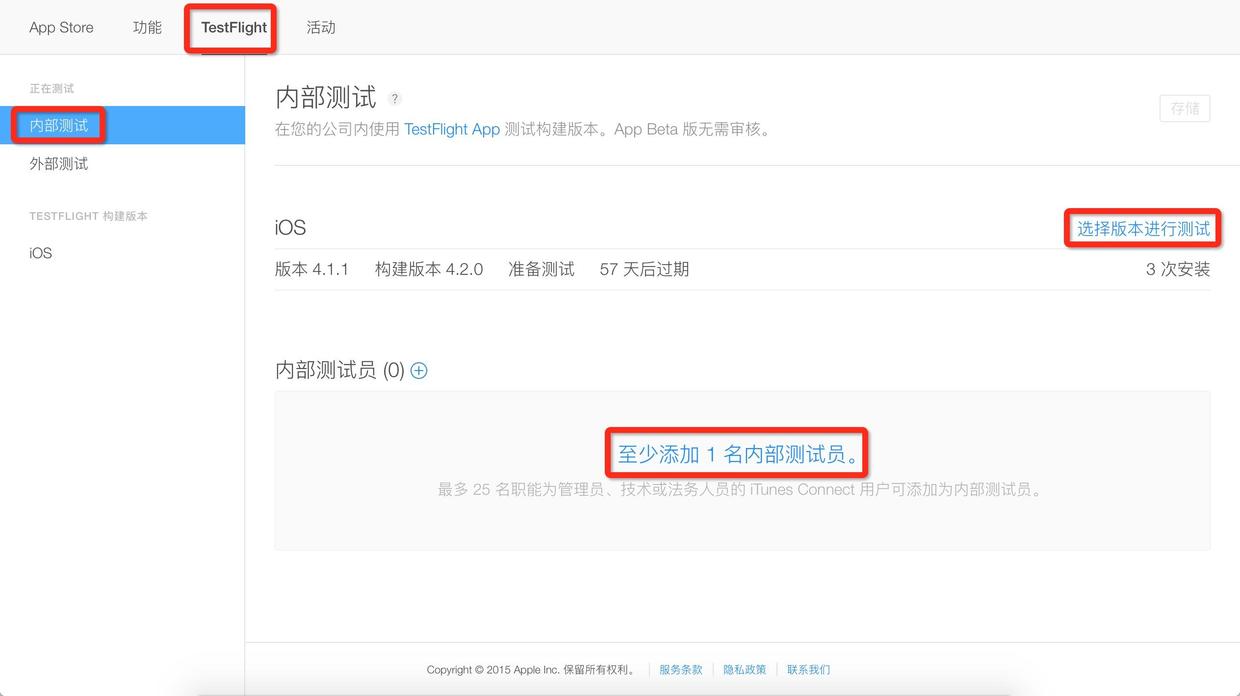 App Store 功能 TestFlight 活动
正在测试
内部测试
外部测试
TESTFLIGHT 构建版本
iOS
内部测试 ?
在您的公司内使用 TestFlight App 测试构建版本。App Beta 版无需审核。
存储
iOS 选择版本进行测试
版本 4.1.1 构建版本 4.2.0 准备测试 57 天后过期 3 次安装
内部测试员 (0)
至少添加 1 名内部测试员。
最多 25 名职能为管理员、技术或法务人员的 iTunes Connect 用户可添加为内部测试员。
Copyright © 2015 Apple Inc. 保留所有权利。 服务条款 隐私政策 联系我们